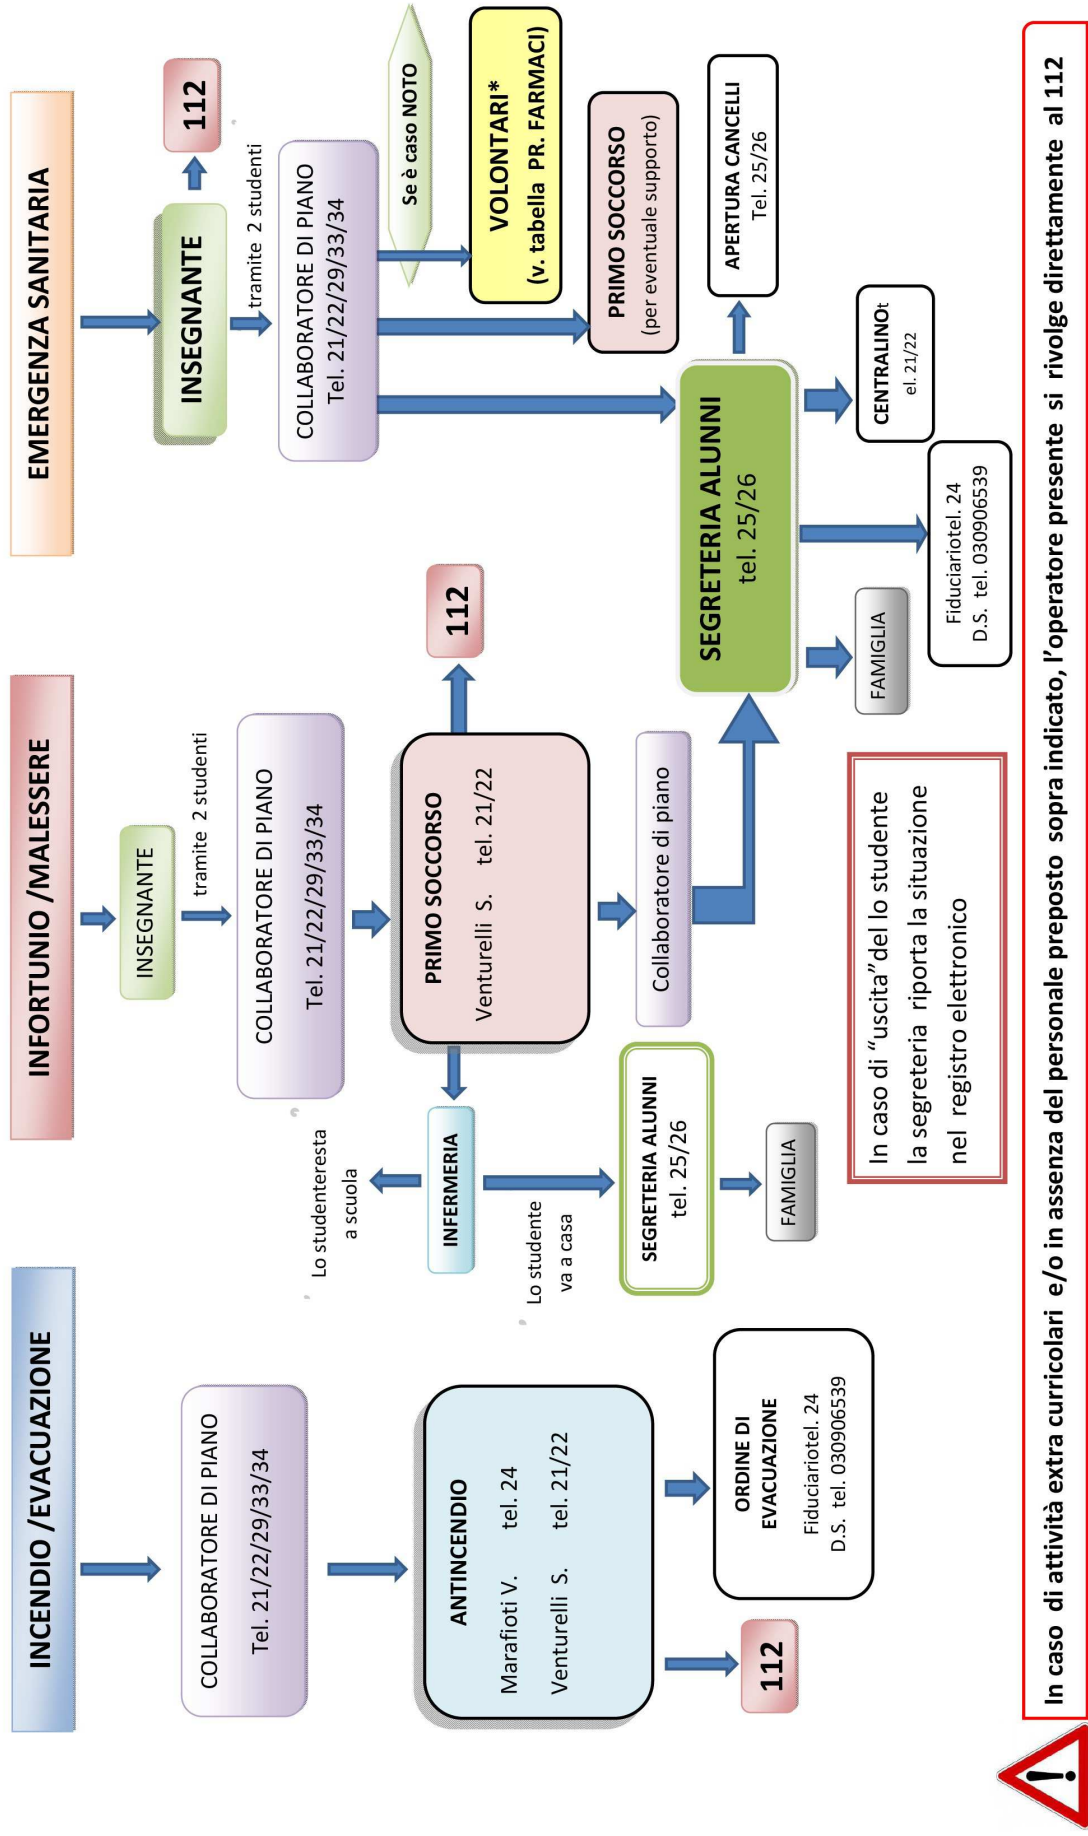 INCENDIO /EVACUAZIONE
COLLABORATORE DI PIANO
Tel. 21/22/29/33/34
ANTINCENDIO
Marafioti V. tel. 24
Venturelli S. tel. 21/22
112
ORDINE DI
EVACUAZIONE
Fiduciariotel. 24
D.S. tel. 030906539
INFORTUNIO /MALESSERE
INSEGNANTE
tramite 2 studenti
COLLABORATORE DI PIANO
Tel. 21/22/29/33/34
PRIMO SOCCORSO
Venturelli S. tel. 21/22
112
INFERMERIA
Lo studenteresta
a scuola
Lo studente
va a casa
SEGRETERIA ALUNNI
tel. 25/26
FAMIGLIA
Collaboratore di piano
In caso di “uscita”del lo studente
la segreteria riporta la situazione
nel registro elettronico
EMERGENZA SANITARIA
INSEGNANTE
112
tramite 2 studenti
COLLABORATORE DI PIANO
Tel. 21/22/29/33/34
Se è caso NOTO
VOLONTARI*
(v. tabella PR. FARMACI)
PRIMO SOCCORSO
(per eventuale supporto)
SEGRETERIA ALUNNI
tel. 25/26
APERTURA CANCELLI
Tel. 25/26
CENTRALINOt
el. 21/22
Fiduciariotel. 24
D.S. tel. 030906539
FAMIGLIA
In caso di attività extra curricolari e/o in assenza del personale preposto sopra indicato, l’operatore presente si rivolge direttamente al 112